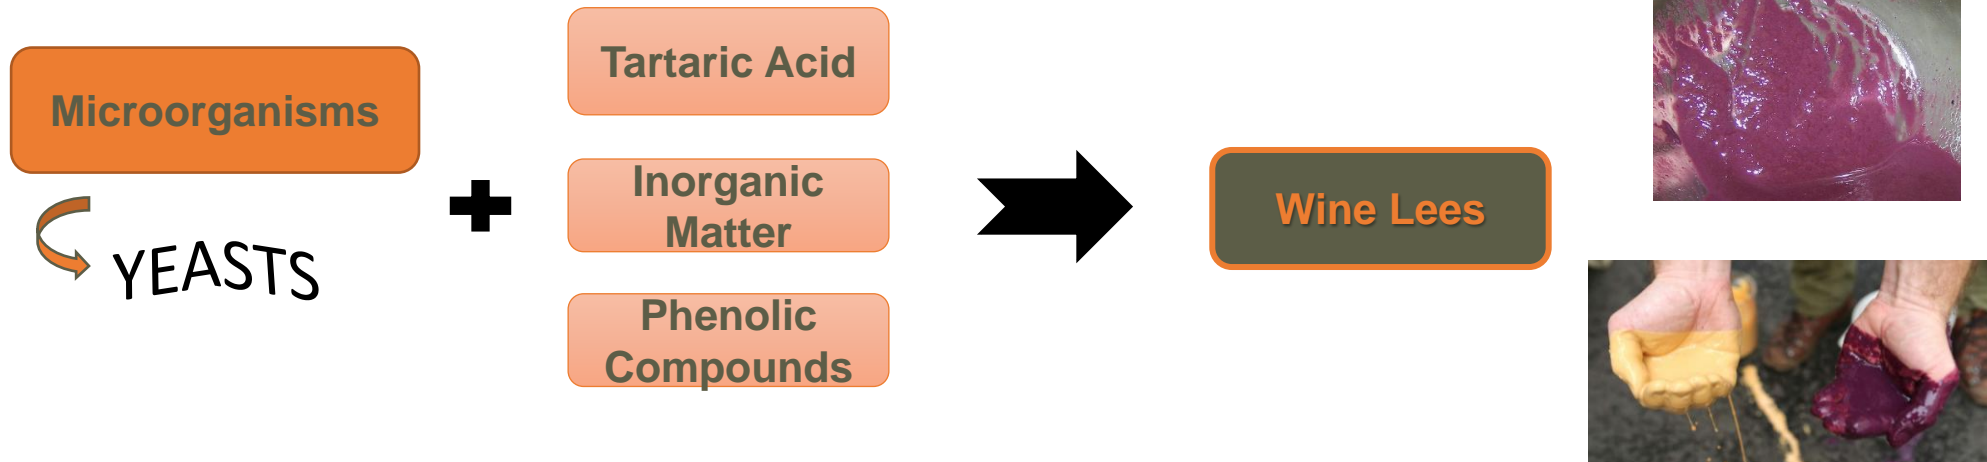 Microorganisms
YEASTS
Tartaric Acid
Inorganic
Matter
Phenolic
Compounds
Wine Lees